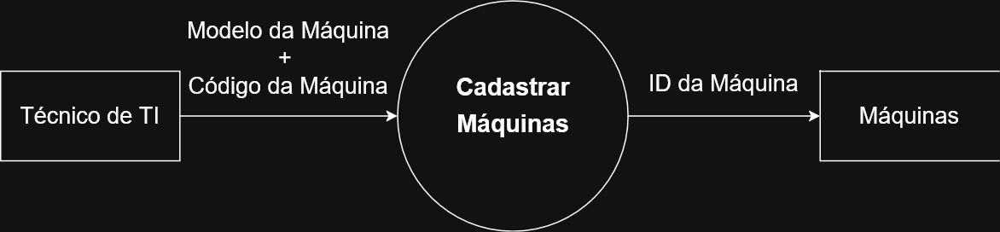 Técnico de TI
Modelo da Máquina
+
Código da Máquina
Cadastrar
Máquinas
ID da Máquina
Máquinas